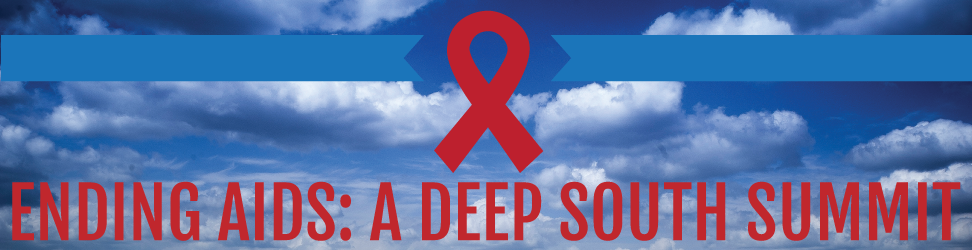 ENDING AIDS: A DEEP SOUTH SUMMIT